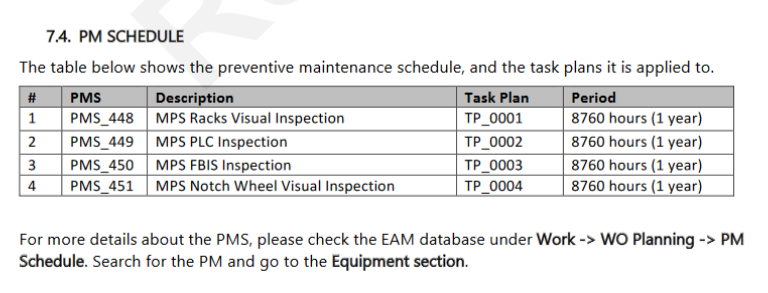 7.4. PM SCHEDULE
The table below shows the preventive maintenance schedule, and the task plans it is applied to.
# PMS Description Task Plan Period
1 PMS_448 MPS Racks Visual Inspection TP_0001 8760 hours (1 year)
2 PMS_449 MPS PLC Inspection TP_0002 8760 hours (1 year)
3 PMS_450 MPS FBIS Inspection TP_0003 8760 hours (1 year)
4 PMS_451 MPS Notch Wheel Visual Inspection TP_0004 8760 hours (1 year)
For more details about the PMS, please check the EAM database under Work -> WO Planning -> PM
Schedule. Search for the PM and go to the Equipment section.